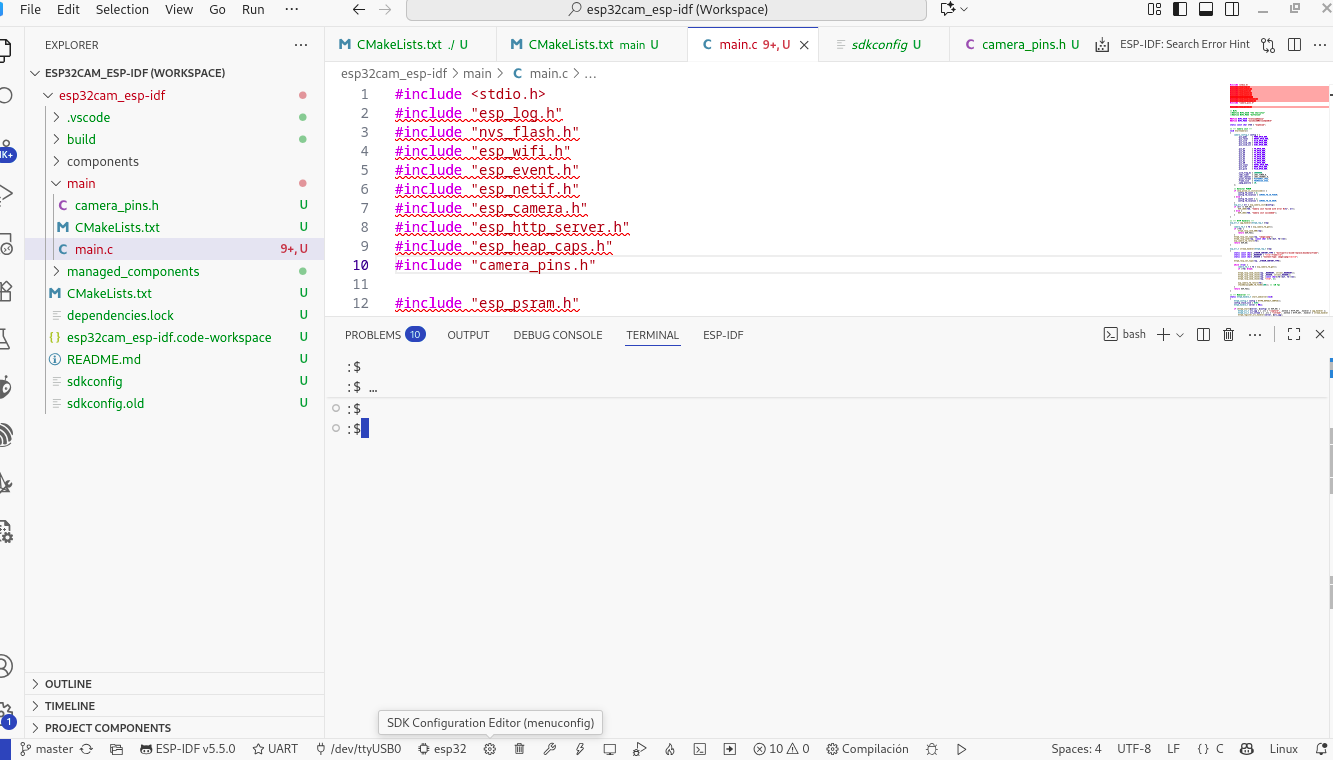 File Edit Selection View Go Run ··· esp32cam_esp-idf (Workspace)
EXPLORER ···
ESP32CAM_ESP-IDF (WORKSPACE)
esp32cam_esp-idf
.vscode
build
components
main
camera_pins.h U
CMakeLists.txt U
main.c 9+, U
managed_components
CMakeLists.txt U
dependencies.lock U
esp32cam_esp-idf.code-workspace U
README.md U
sdkconfig U
sdkconfig.old U
OUTLINE
TIMELINE
PROJECT COMPONENTS
K+
1
CMakeLists.txt ./ U CMakeLists.txt main U main.c 9+, U sdkconfig U camera_pins.h U ESP-IDF: Search Error Hint ···
esp32cam_esp-idf > main > C main.c > ...
1 #include <stdio.h>
2 #include "esp_log.h"
3 #include "nvs_flash.h"
4 #include "esp_wifi.h"
5 #include "esp_event.h"
6 #include "esp_netif.h"
7 #include "esp_camera.h"
8 #include "esp_http_server.h"
9 #include "esp_heap_caps.h"
10 #include "camera_pins.h"
11
12 #include "esp_psram.h"
PROBLEMS 10 OUTPUT DEBUG CONSOLE TERMINAL ESP-IDF bash ···
:$
:$ …
:$
:$
SDK Configuration Editor (menuconfig)
master ESP-IDF v5.5.0 UART /dev/ttyUSB0 esp32 10 0 Compilación Spaces: 4 UTF-8 LF {} C Linux